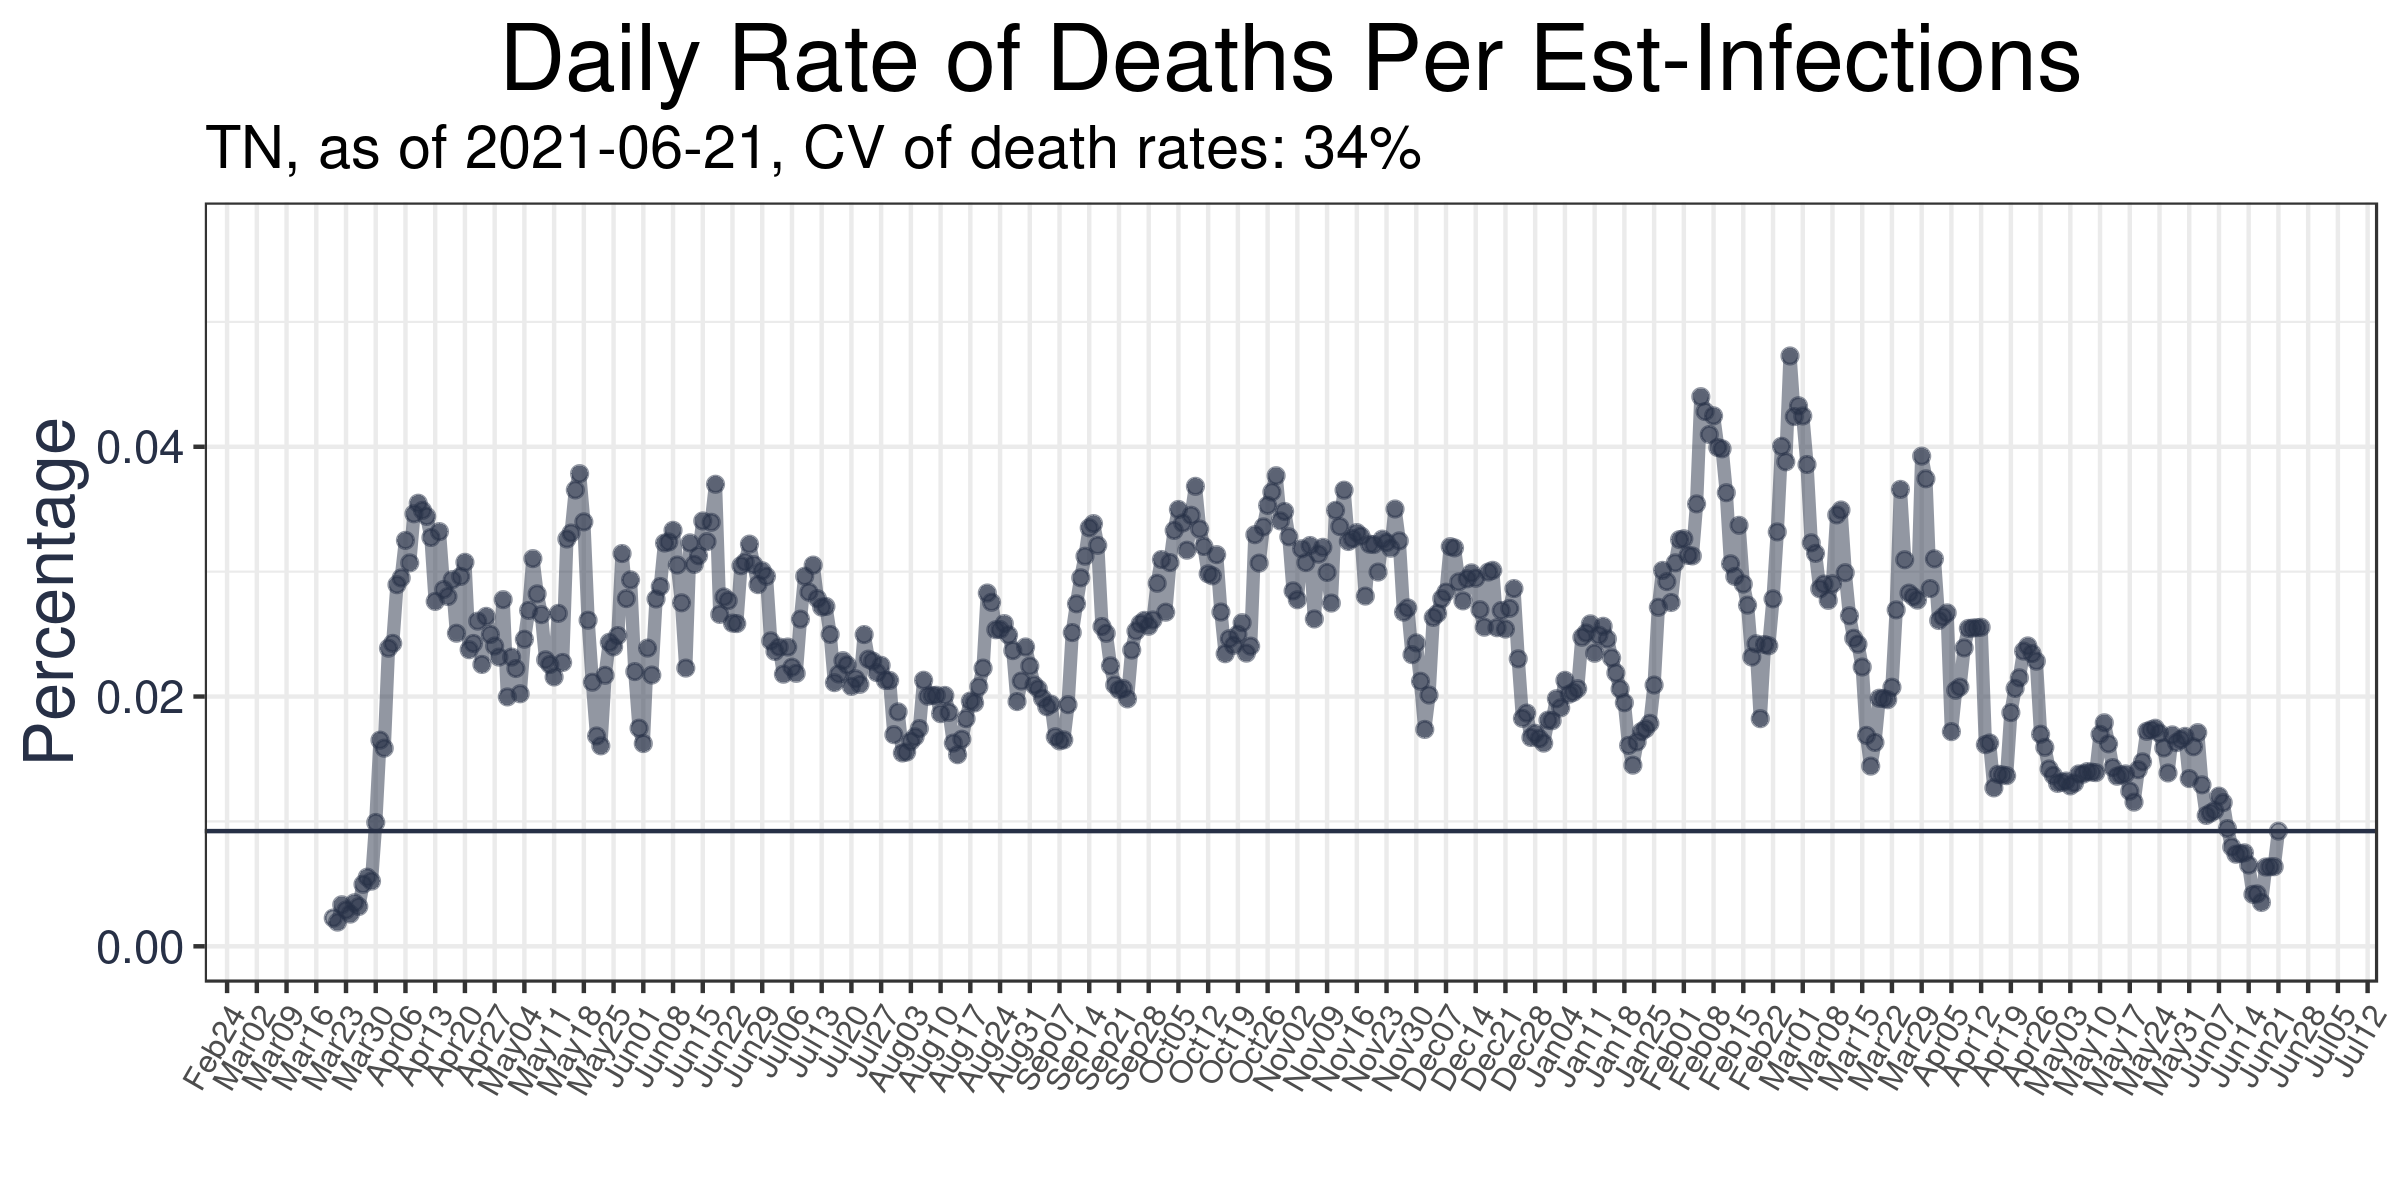 Daily Rate of Deaths Per Est-Infections
TN, as of 2021-06-21, CV of death rates: 34%
Percentage
0.04
0.02
0.00
Feb24
Mar02
Mar09
Mar16
Mar23
Mar30
Apr06
Apr13
Apr20
Apr27
May04
May11
May18
May25
Jun01
Jun08
Jun15
Jun22
Jun29
Jul06
Jul13
Jul20
Jul27
Aug03
Aug10
Aug17
Aug24
Aug31
Sep07
Sep14
Sep21
Sep28
Oct05
Oct12
Oct19
Oct26
Nov02
Nov09
Nov16
Nov23
Nov30
Dec07
Dec14
Dec21
Dec28
Jan04
Jan11
Jan18
Jan25
Feb01
Feb08
Feb15
Feb22
Mar01
Mar08
Mar15
Mar22
Mar29
Apr05
Apr12
Apr19
Apr26
May03
May10
May17
May24
May31
Jun07
Jun14
Jun21
Jun28
Jul05
Jul12